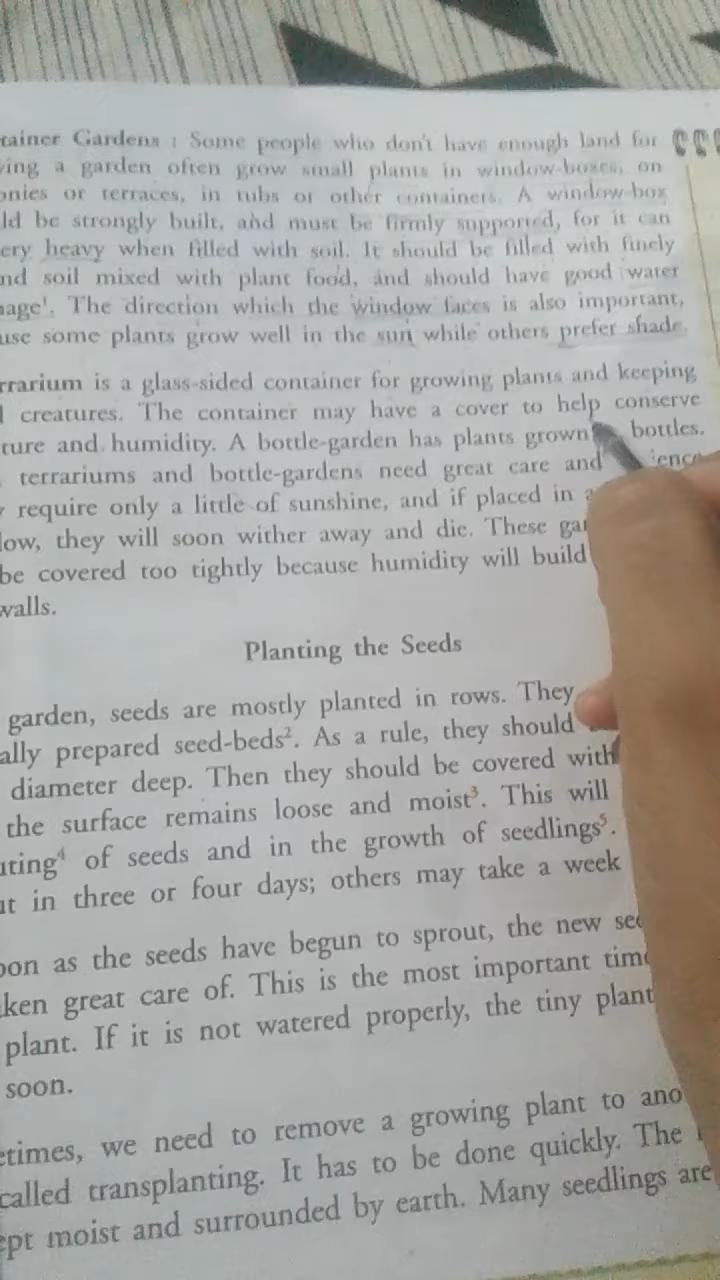 tainer Gardens : Some people who don't have enough land for
ving a garden often grow small plants in window-boxes, on
onies or terraces, in tubs or other containers. A window-box
ld be strongly built, and must be firmly supported, for it can
ery heavy when filled with soil. It should be filled with finely
nd soil mixed with plant food, and should have good water
nage¹. The direction which the window faces is also important,
use some plants grow well in the sun while others prefer shade.
rrarium is a glass-sided container for growing plants and keeping
l creatures. The container may have a cover to help conserve
ture and humidity. A bottle-garden has plants grown bottles.
terrariums and bottle-gardens need great care and ience
y require only a little of sunshine, and if placed in a
low, they will soon wither away and die. These gar
be covered too tightly because humidity will build
walls.
Planting the Seeds
garden, seeds are mostly planted in rows. They
ally prepared seed-beds². As a rule, they should
diameter deep. Then they should be covered with
the surface remains loose and moist³. This will
uting⁴ of seeds and in the growth of seedlings⁵.
ut in three or four days; others may take a week
oon as the seeds have begun to sprout, the new see
ken great care of. This is the most important time
plant. If it is not watered properly, the tiny plant
soon.
etimes, we need to remove a growing plant to ano
called transplanting. It has to be done quickly. The
ept moist and surrounded by earth. Many seedlings are